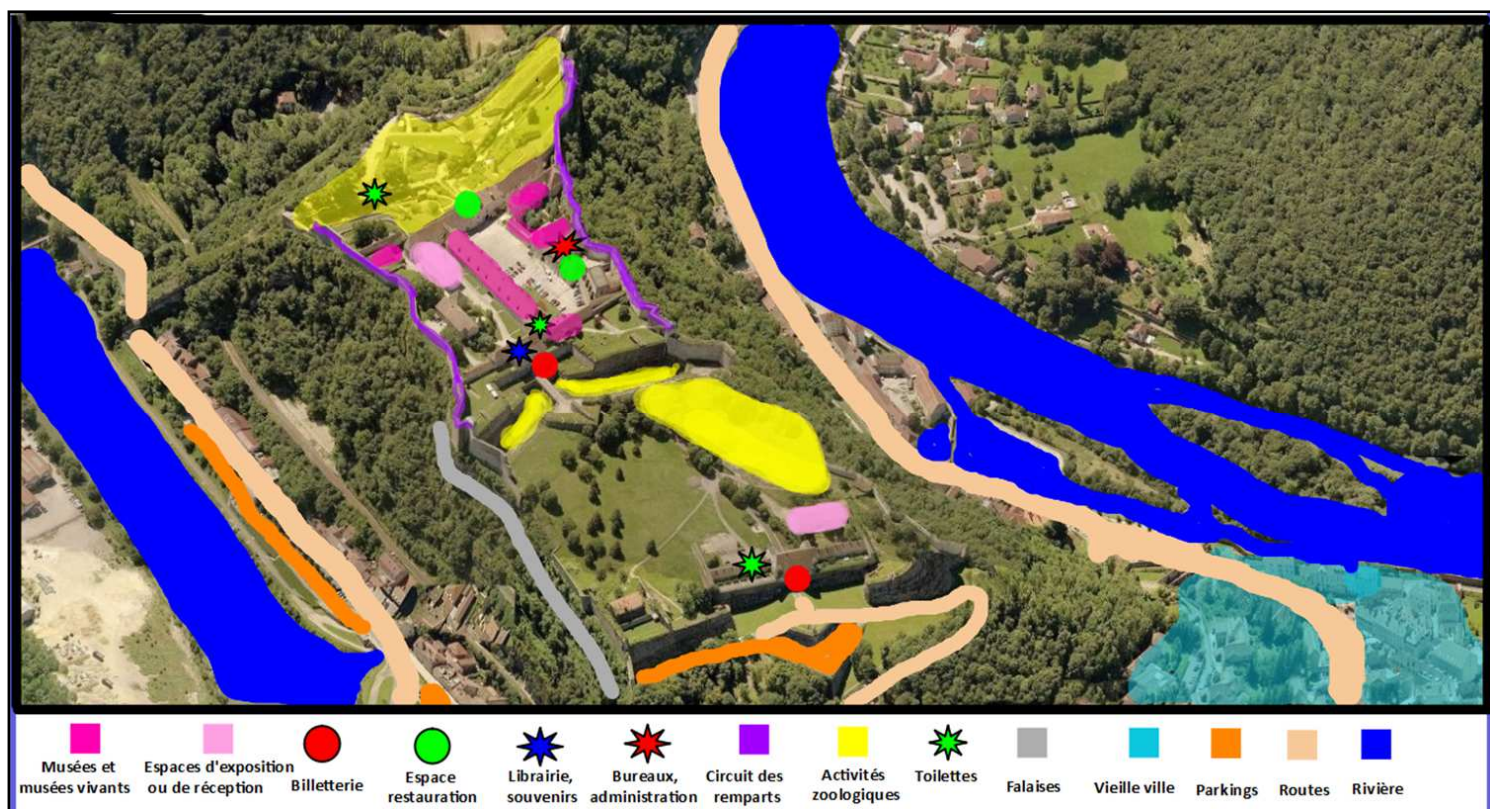 Musées et
musées vivants
Espaces d'exposition
ou de réception
Billetterie
Espace
restauration
Librairie,
souvenirs
Bureaux,
administration
Circuit des
remparts
Activités
zoologiques
Toilettes
Falaises
Vieille ville
Parkings
Routes
Rivière